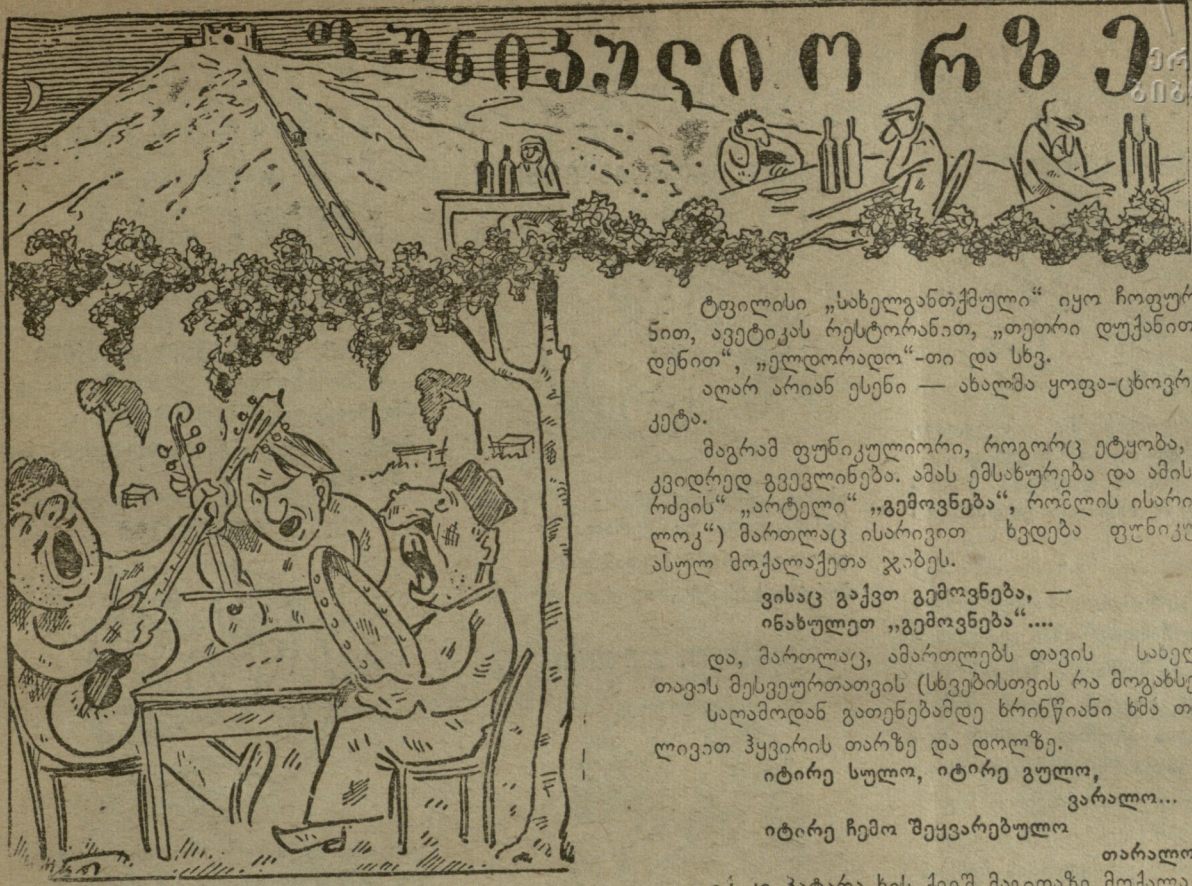 ფუნიკულიორზე
ტფილისი „სახელგანთქმული“ იყო ჩოფურ
ნით, ავეტიკას რესტორანით, „თეთრი დუქანით
დენით“, „ელდორადო“-თი და სხვ.
აღარ არიან ესენი — ახალმა ყოფა-ცხოვრ
კეტა.
მაგრამ ფუნიკულიორი, როგორც ეტყობა,
კვიდრედ გვევლინება. ამას ემსახურება და ამის
რძვის“ „არტელი“ „გემოვნება“, რომლის ისარი
ლოკ“) მართლაც ისარივით ხვდება ფუნიკუ
ასულ მოქალაქეთა ჯიბეს.
ვისაც გაქვთ გემოვნება, —
ინახულეთ „გემოვნება“....
და, მართლაც, ამართლებს თავის სახელ
თავის მესვეურთათვის (სხვებისთვის რა მოგახსე
საღამოდან გათენებამდე ხრინწიანი ხმა თ
ლივით ჰყვირის თარზე და დოლზე.
იტირე სულო, იტირე გულო,
ვარალო...
იტირე ჩემო შეყვარებულო
თარალო